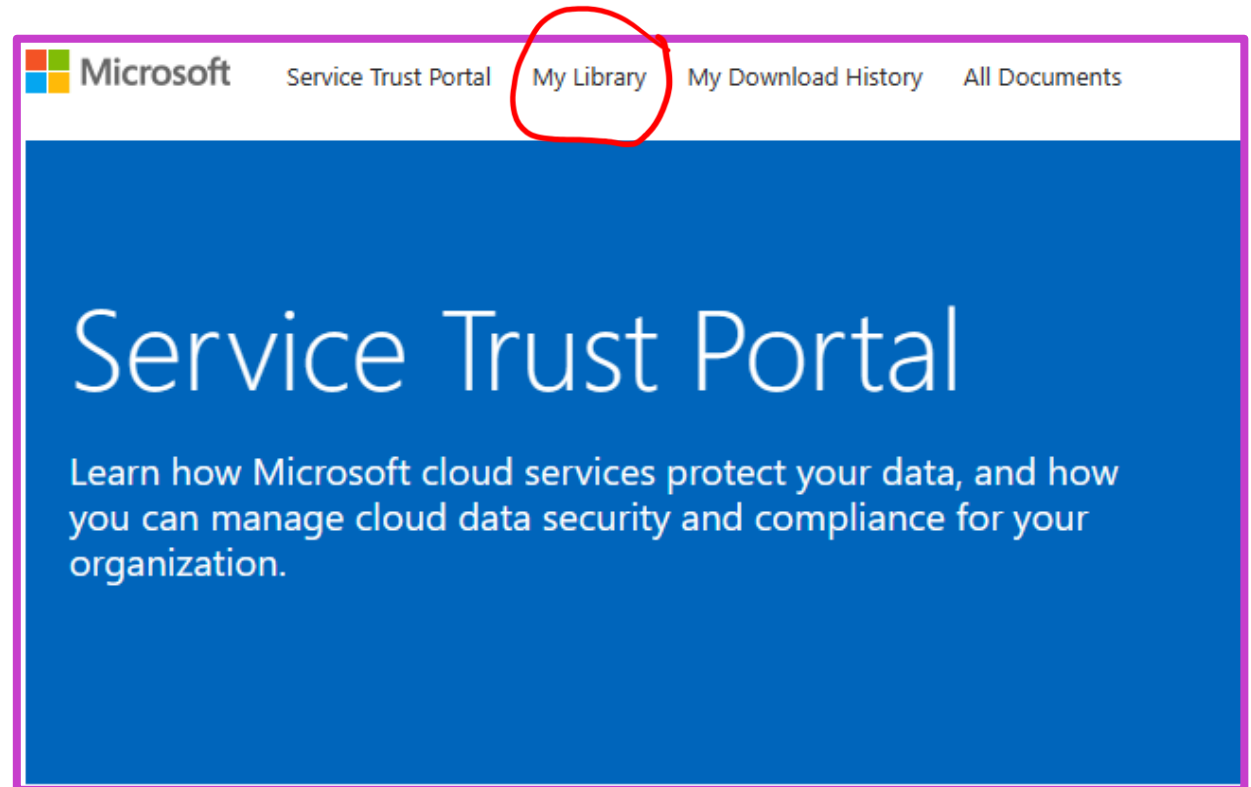 Microsoft Service Trust Portal My Library My Download History All Documents
Service Trust Portal
Learn how Microsoft cloud services protect your data, and how
you can manage cloud data security and compliance for your
organization.